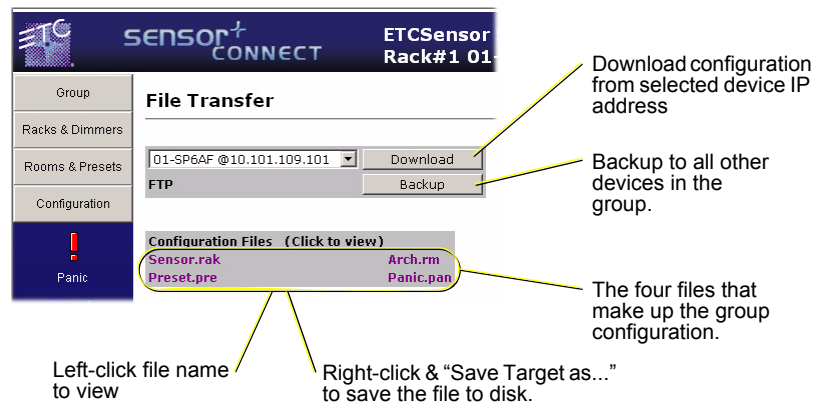 ETC
sensor+
CONNECT
ETCSensor
Rack#1 01-
Group
Racks & Dimmers
Rooms & Presets
Configuration
Panic
File Transfer
01-SP6AF @10.101.109.101
Download
FTP
Backup
Configuration Files (Click to view)
Sensor.rak Arch.rm
Preset.pre Panic.pan
Download configuration
from selected device IP
address
Backup to all other
devices in the
group.
The four files that
make up the group
configuration.
Left-click file name
to view
Right-click & “Save Target as...”
to save the file to disk.